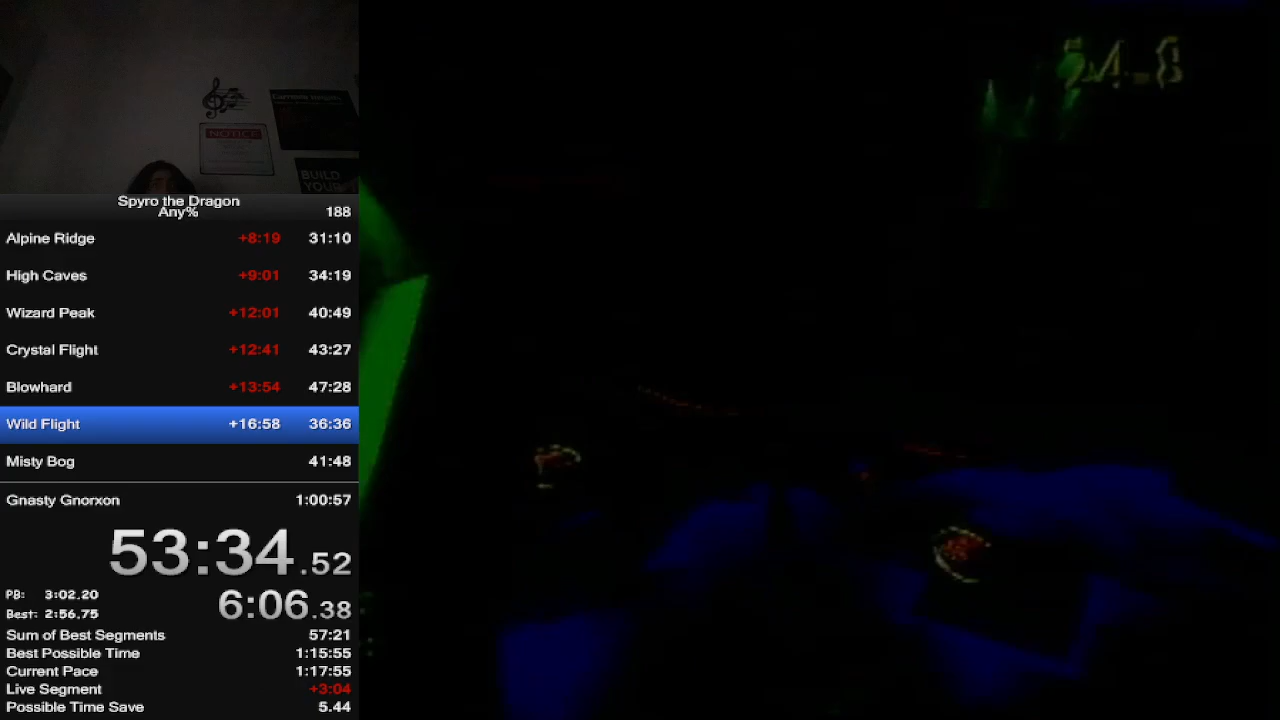 NOTICE
BUILD
YOUR
Spyro the Dragon
Any% 188
Alpine Ridge +8:19 31:10
High Caves +9:01 34:19
Wizard Peak +12:01 40:49
Crystal Flight +12:41 43:27
Blowhard +13:54 47:28
Wild Flight +16:58 36:36
Misty Bog 41:48
Gnasty Gnorxon 1:00:57
53:34.52
PB: 3:02.20
Best: 2:56.75
6:06.38
Sum of Best Segments 57:21
Best Possible Time 1:15:55
Current Pace 1:17:55
Live Segment +3:04
Possible Time Save 5.44